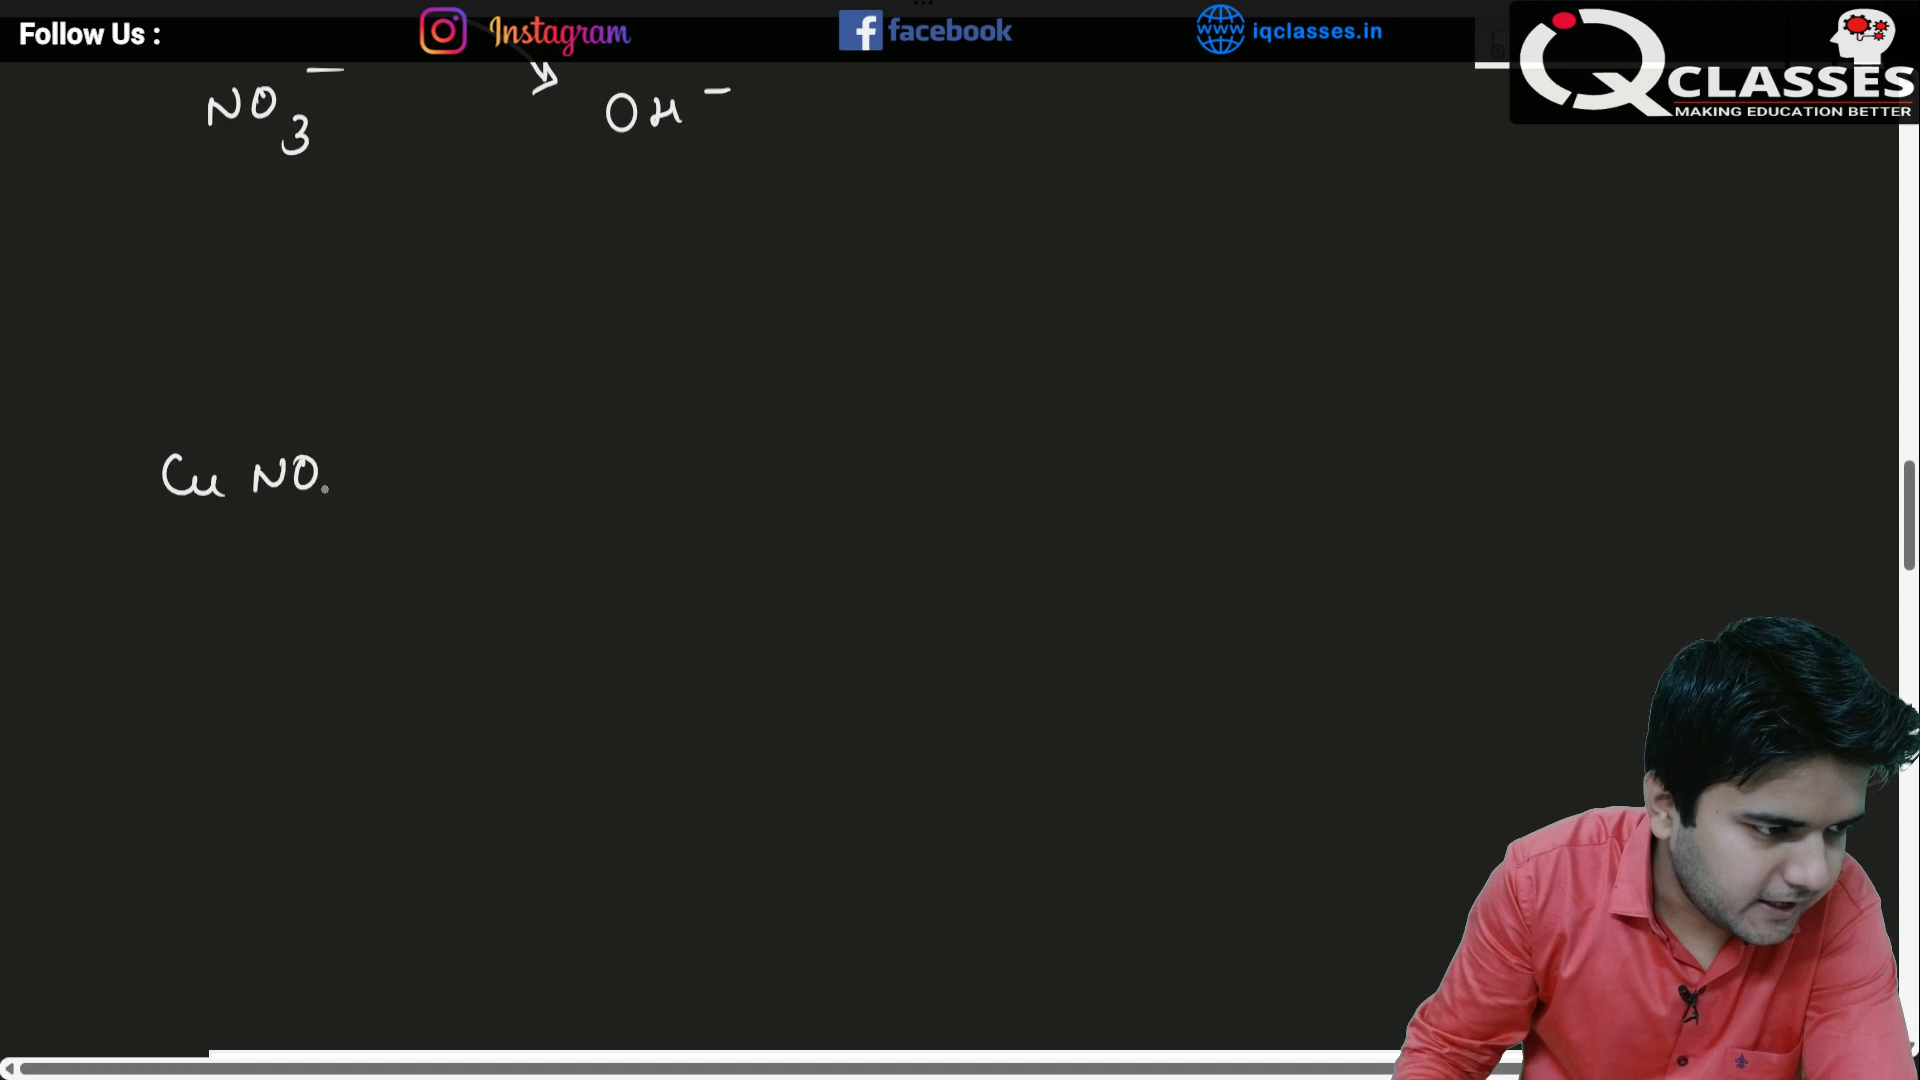 Follow Us :
Instagram
facebook
www iqclasses.in
IQ CLASSES
MAKING EDUCATION BETTER
NO3⁻
OH⁻
Cu NO